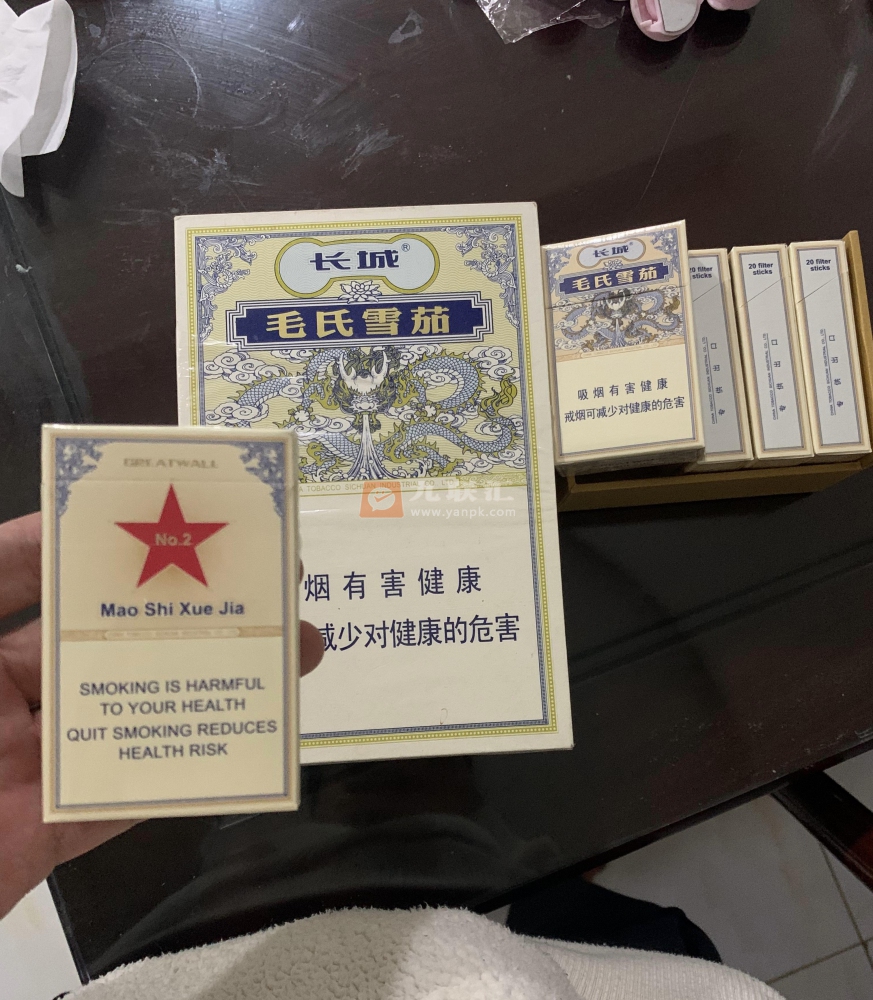 长城®
毛氏雪茄
烟有害健康
减少对健康的危害
GREATWALL
No.2
Mao Shi Xue Jia
SMOKING IS HARMFUL
TO YOUR HEALTH
QUIT SMOKING REDUCES
HEALTH RISK
长城
毛氏雪茄
吸烟有害健康
戒烟可减少对健康的危害
20 filter
sticks
20 filter
sticks
20 filter
sticks
www.yanpk.com